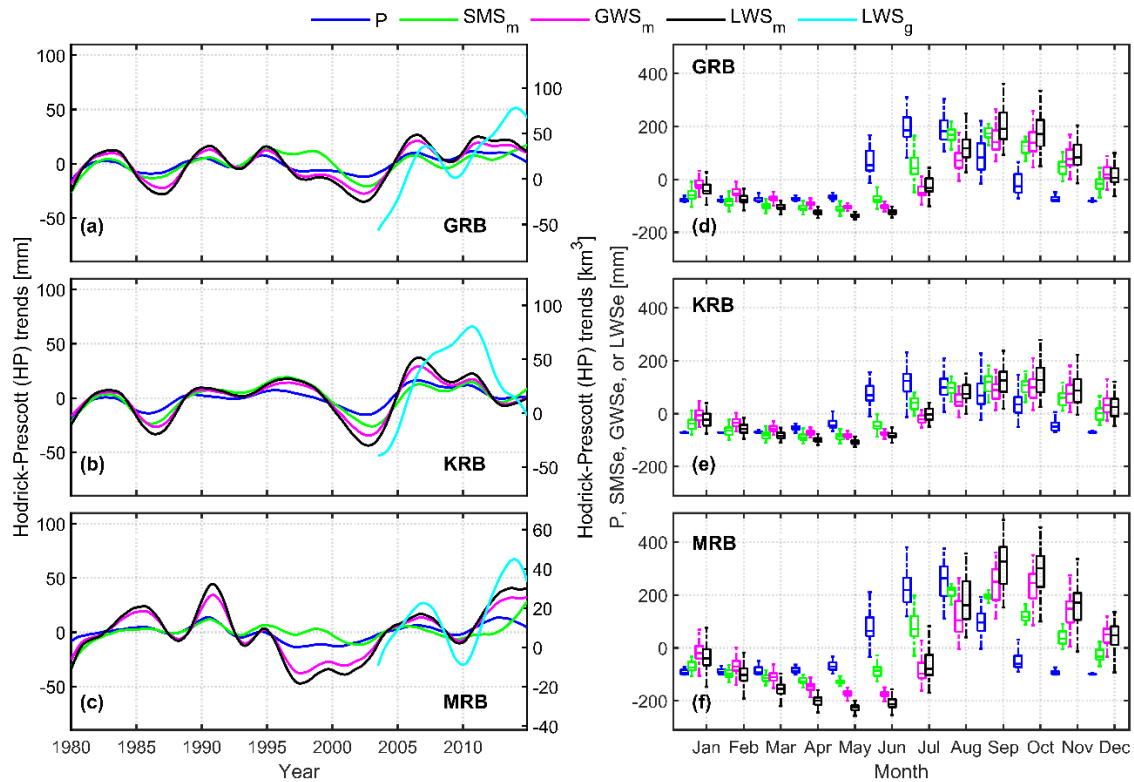 P SMSm GWSm LWSm LWSg
Hodrick-Prescott (HP) trends [mm]
100
50
0
-50
100
50
0
-50
(a)
GRB
100
50
0
-50
100
50
0
-50
(b)
KRB
100
50
0
-50
60
40
20
0
-20
-40
(c)
MRB
1980 1985 1990 1995 2000 2005 2010
Year
Hodrick-Prescott (HP) trends [km³]
P, SMSe, GWSe, or LWSe [mm]
400
200
0
-200
GRB
(d)
400
200
0
-200
KRB
(e)
400
200
0
-200
MRB
(f)
Jan Feb Mar Apr May Jun Jul Aug Sep Oct Nov Dec
Month